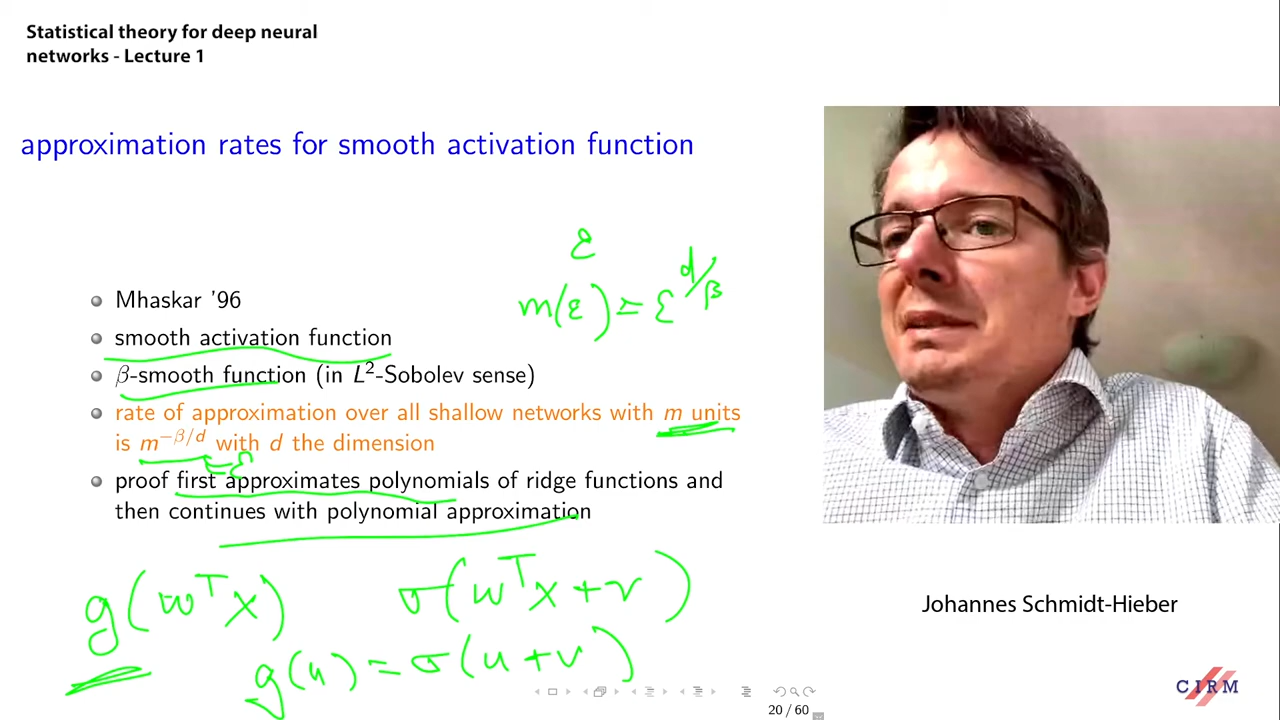 Statistical theory for deep neural
networks - Lecture 1
approximation rates for smooth activation function
ε
m(ε) ≍ ε^{d/β}
Mhaskar '96
smooth activation function
β-smooth function (in L²-Sobolev sense)
rate of approximation over all shallow networks with m units
is m^{−β/d} with d the dimension
≍ ε
proof first approximates polynomials of ridge functions and
then continues with polynomial approximation
g(w^T x) σ(w^T x + v)
g(u) = σ(u + v)
Johannes Schmidt-Hieber
CIRM
20 / 60